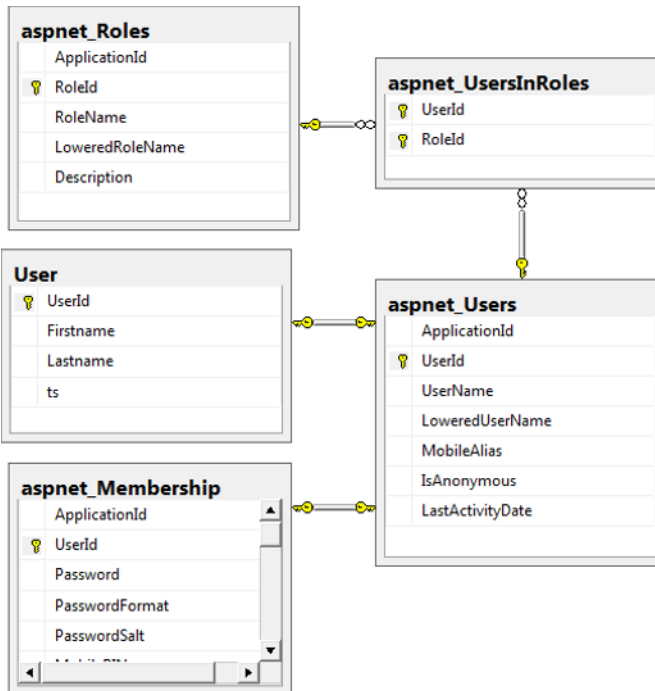 aspnet_Roles
ApplicationId
RoleId
RoleName
LoweredRoleName
Description
aspnet_UsersInRoles
UserId
RoleId
User
UserId
Firstname
Lastname
ts
aspnet_Users
ApplicationId
UserId
UserName
LoweredUserName
MobileAlias
IsAnonymous
LastActivityDate
aspnet_Membership
ApplicationId
UserId
Password
PasswordFormat
PasswordSalt